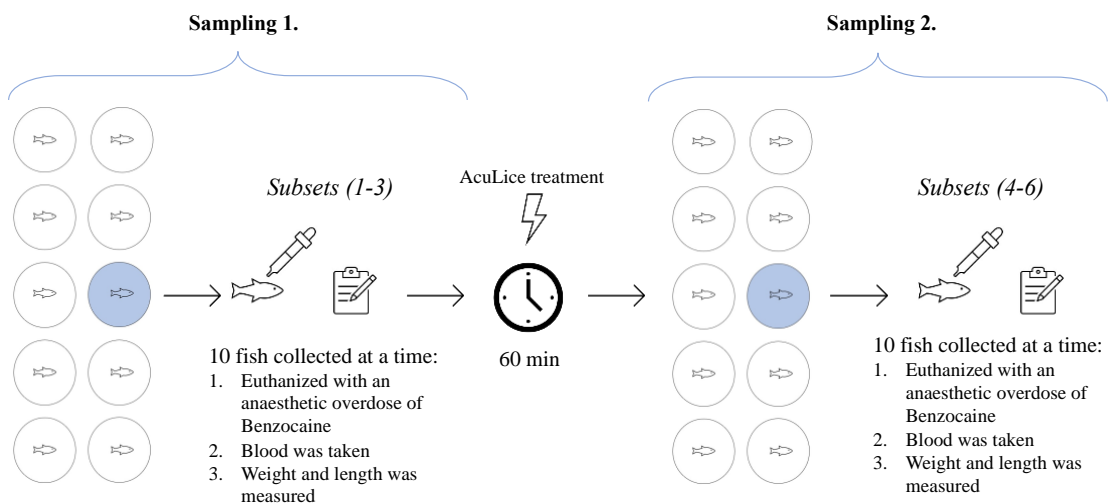 Sampling 1.
Subsets (1-3)
10 fish collected at a time:
1. Euthanized with an
anaesthetic overdose of
Benzocaine
2. Blood was taken
3. Weight and length was
measured
AcuLice treatment
60 min
Sampling 2.
Subsets (4-6)
10 fish collected at a time:
1. Euthanized with an
anaesthetic overdose of
Benzocaine
2. Blood was taken
3. Weight and length was
measured